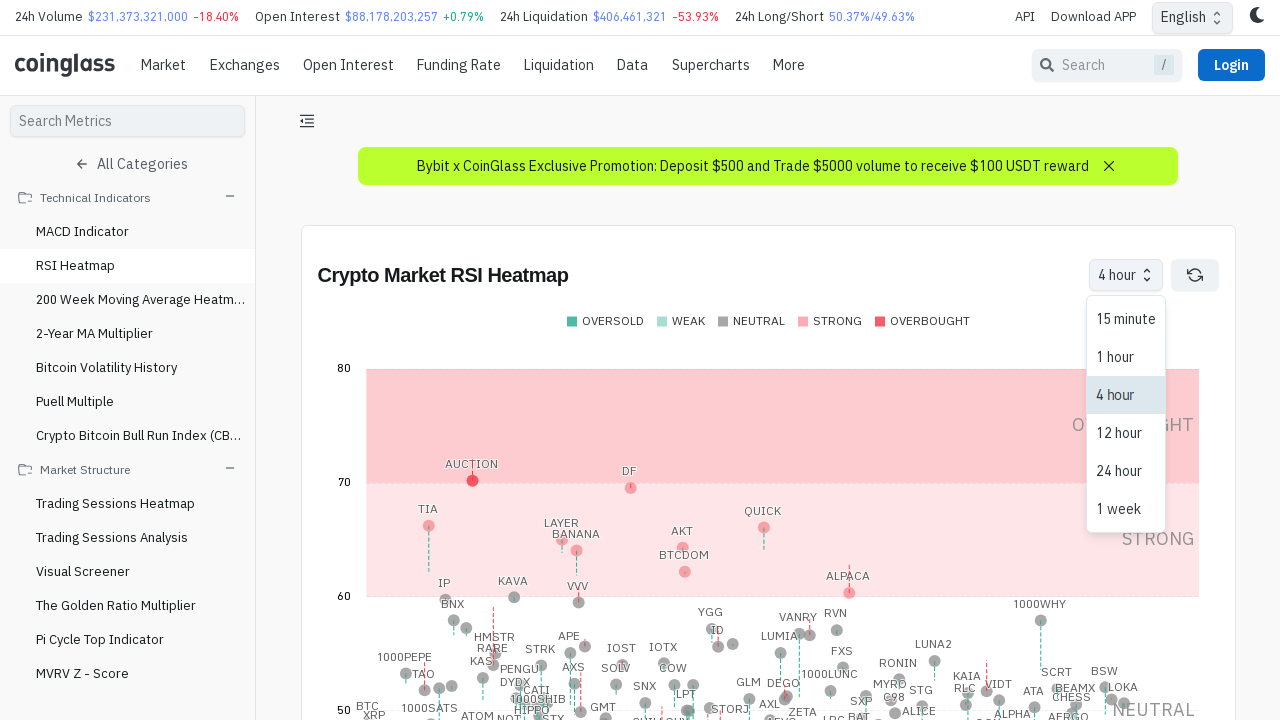 24h Volume $231,373,321,000 -18.40% Open Interest $88,178,203,257 +0.79% 24h Liquidation $406,461,321 -53.93% 24h Long/Short 50.37%/49.63% API Download APP English
coinglass Market Exchanges Open Interest Funding Rate Liquidation Data Supercharts More Search / Login
Search Metrics
All Categories
Technical Indicators
MACD Indicator
RSI Heatmap
200 Week Moving Average Heatm...
2-Year MA Multiplier
Bitcoin Volatility History
Puell Multiple
Crypto Bitcoin Bull Run Index (CB...
Market Structure
Trading Sessions Heatmap
Trading Sessions Analysis
Visual Screener
The Golden Ratio Multiplier
Pi Cycle Top Indicator
MVRV Z - Score
Bybit x CoinGlass Exclusive Promotion: Deposit $500 and Trade $5000 volume to receive $100 USDT reward
Crypto Market RSI Heatmap
4 hour
15 minute
1 hour
4 hour
12 hour
24 hour
1 week
OVERSOLD WEAK NEUTRAL STRONG OVERBOUGHT
80
AUCTION
DF
70
TIA
LAYER
BANANA
AKT
BTCDOM
QUICK
STRONG
ALPACA
60
IP
BNX
KAVA
VVV
1000WHY
YGG
ID
VANRY
RVN
LUMIA
HMSTR
RARE
KAS
STRK
APE
IOST
IOTX
FXS
LUNA2
1000PEPE
TAO
PENGU
DYDX
CATI
AXS
SOLV
COW
1000LUNC
RONIN
SNX
GLM
DEGO
MYRO
C98
STG
KAIA
RLC
VIDT
SCRT
BSW
ATA
BEAMX
LOKA
CHESS
1000SHIB
HIPPO
LPT
SXP
AXL
50
BTC
XRP
1000SATS
ATOM
GMT
STORJ
ZETA
BAT
ALICE
ALPHA
NEUTRAL